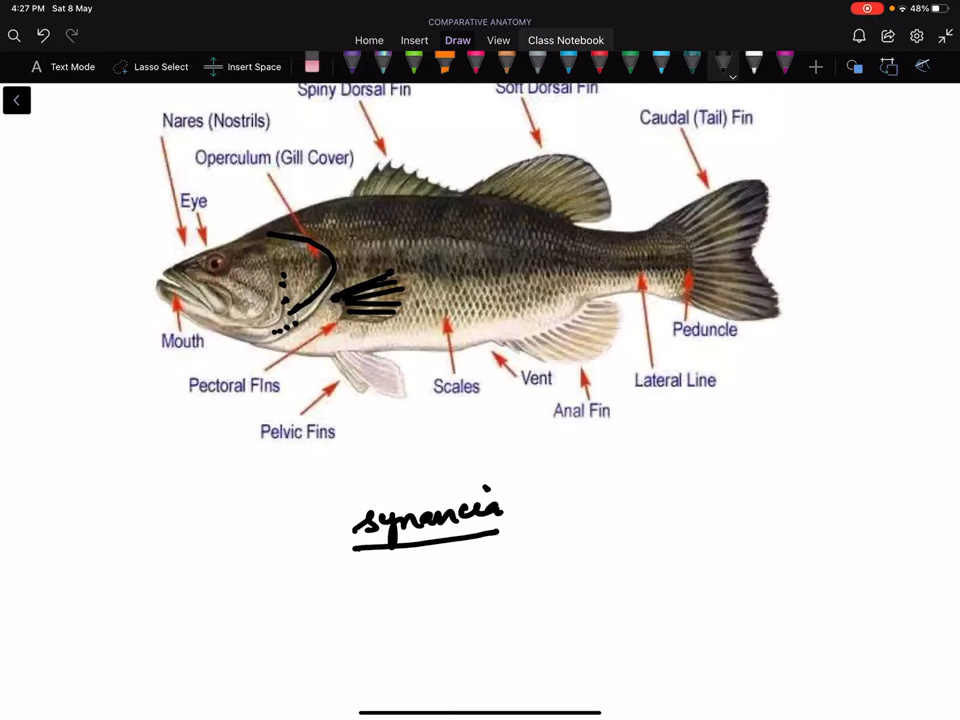 4:27 PM Sat 8 May
48%
COMPARATIVE ANATOMY
Home Insert Draw View Class Notebook
A Text Mode Lasso Select Insert Space
Spiny Dorsal Fin
Soft Dorsal Fin
Nares (Nostrils)
Caudal (Tail) Fin
Operculum (Gill Cover)
Eye
Mouth
Peduncle
Pectoral FIns
Scales
Vent
Lateral Line
Anal Fin
Pelvic Fins
synancia